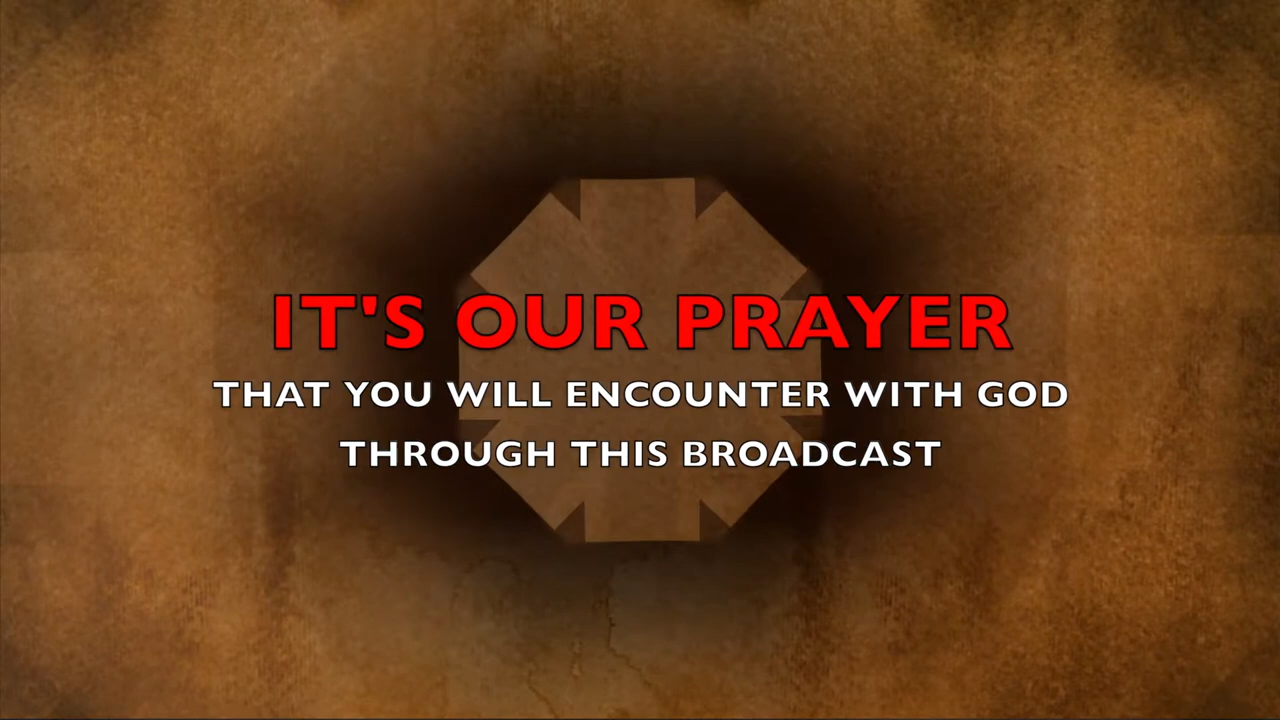 IT'S OUR PRAYER
THAT YOU WILL ENCOUNTER WITH GOD
THROUGH THIS BROADCAST